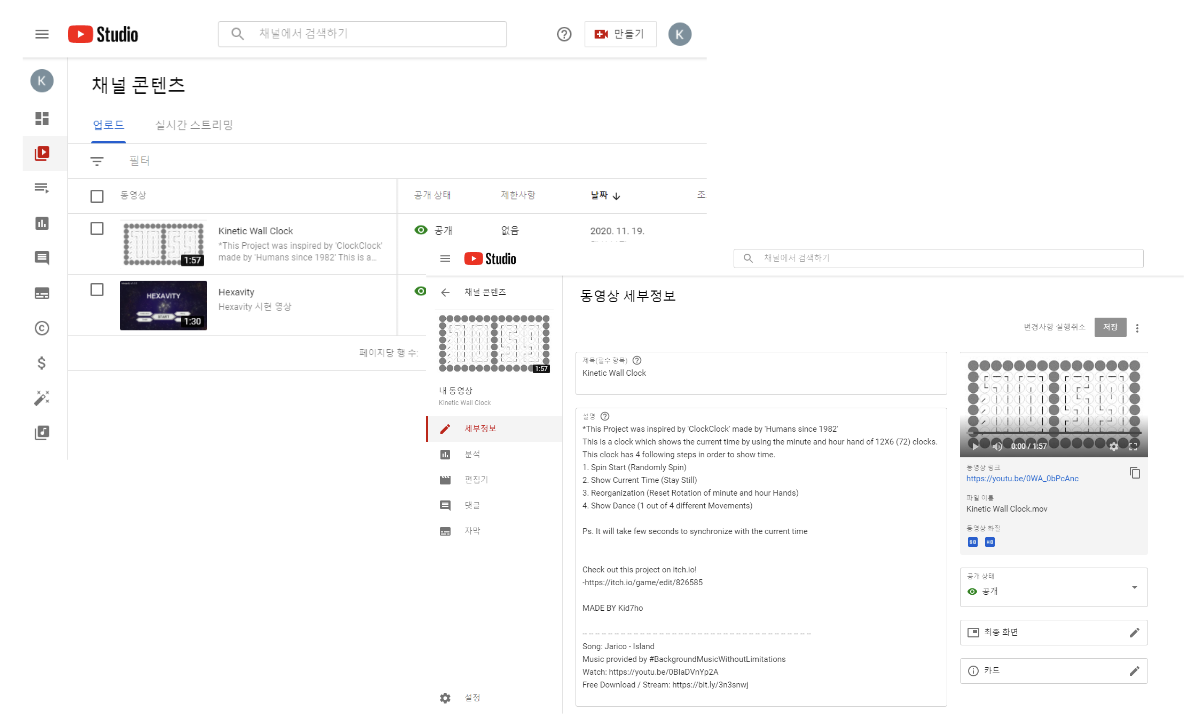 Studio
채널에서 검색하기
만들기
K
K
채널 콘텐츠
업로드
실시간 스트리밍
필터
동영상
공개 상태
제한사항
날짜
조
Kinetic Wall Clock
*This Project was inspired by 'ClockClock'
made by 'Humans since 1982' This is a...
1:57
공개
없음
2020. 11. 19.
HEXAVITY
START
1:30
Hexavity
Hexavity 시현 영상
페이지당 행 수:
Studio
채널에서 검색하기
채널 콘텐츠
1:57
내 동영상
Kinetic Wall Clock
세부정보
분석
편집기
댓글
자막
설정
동영상 세부정보
변경사항 실행취소
저장
제목(필수 항목)
Kinetic Wall Clock
설명
*This Project was inspired by 'ClockClock' made by 'Humans since 1982'
This is a clock which shows the current time by using the minute and hour hand of 12X6 (72) clocks.
This clock has 4 following steps in order to show time.
1. Spin Start (Randomly Spin)
2. Show Current Time (Stay Still)
3. Reorganization (Reset Rotation of minute and hour Hands)
4. Show Dance (1 out of 4 different Movements)
Ps. It will take few seconds to synchronize with the current time
Check out this project on Itch.io!
-https://itch.io/game/edit/826585
MADE BY Kid7ho
Song: Jarico - Island
Music provided by #BackgroundMusicWithoutLimitations
Watch: https://youtu.be/0BIaDVnYp2A
Free Download / Stream: https://bit.ly/3n3snwj
0:00 / 1:57
동영상 링크
https://youtu.be/0WA_0bPcAnc
파일 이름
Kinetic Wall Clock.mov
동영상 화질
공개 상태
공개
최종 화면
카드